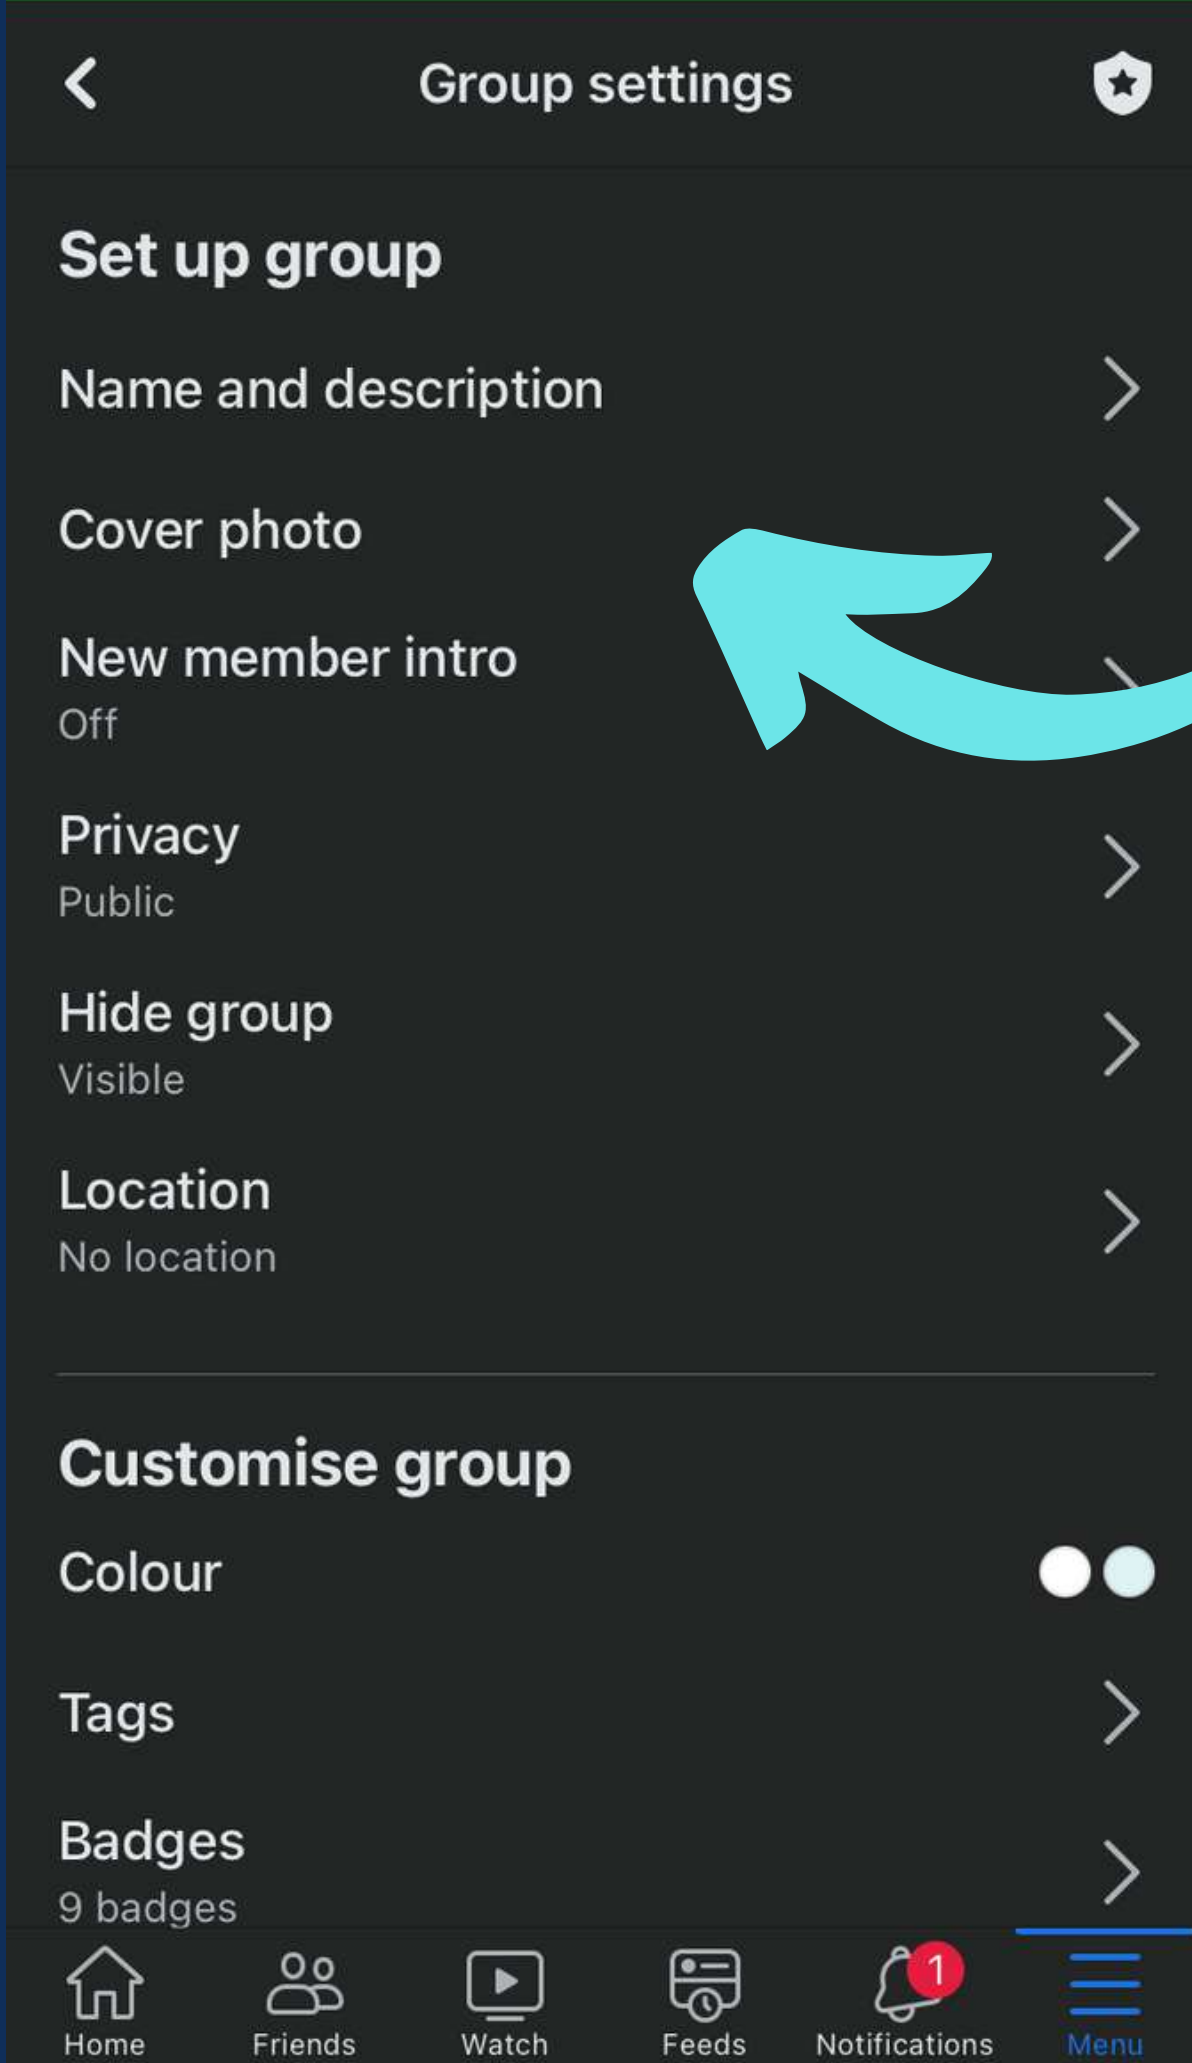 Group settings
Set up group
Name and description
Cover photo
New member intro
Off
Privacy
Public
Hide group
Visible
Location
No location
Customise group
Colour
Tags
Badges
9 badges
1
Home Friends Watch Feeds Notifications Menu